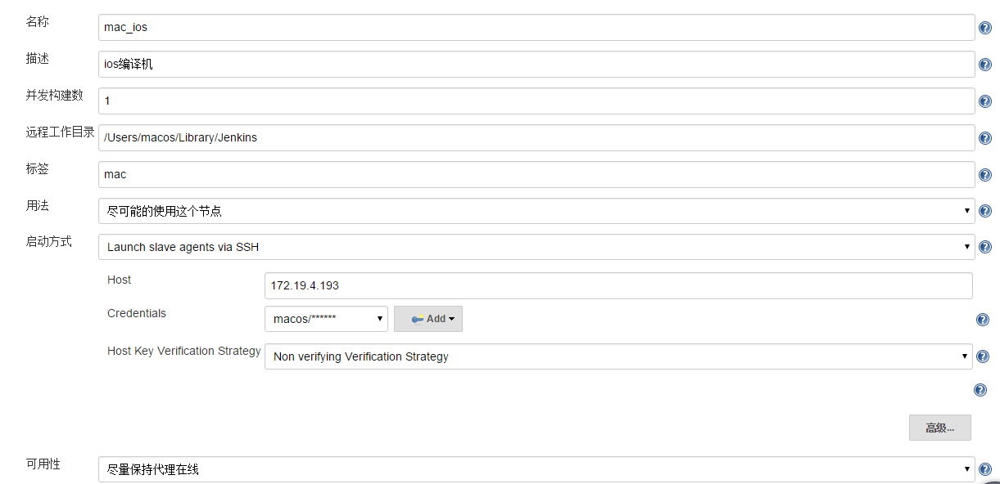 名称
mac_ios
描述
ios编译机
并发构建数
1
远程工作目录
/Users/macos/Library/Jenkins
标签
mac
用法
尽可能的使用这个节点
启动方式
Launch slave agents via SSH
Host
172.19.4.193
Credentials
macos/******
Add
Host Key Verification Strategy
Non verifying Verification Strategy
高级...
可用性
尽量保持代理在线